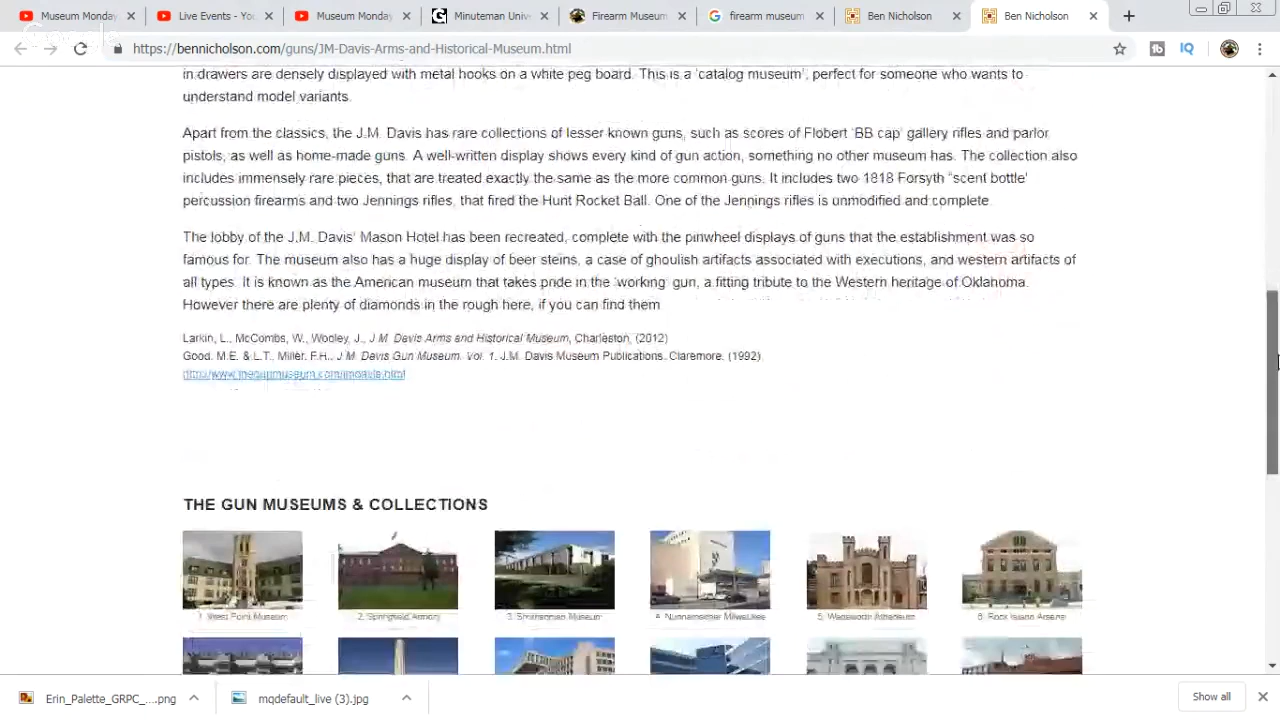 Museum Monday
Live Events - You
Museum Monday
Minuteman Univ
Firearm Museum
firearm museum
Ben Nicholson
Ben Nicholson
Google
https://bennicholson.com/guns/JM-Davis-Arms-and-Historical-Museum.html
in drawers are densely displayed with metal hooks on a white peg board. This is a 'catalog museum', perfect for someone who wants to
understand model variants.
Apart from the classics, the J.M. Davis has rare collections of lesser known guns, such as scores of Flobert 'BB cap' gallery rifles and parlor
pistols, as well as home-made guns. A well-written display shows every kind of gun action, something no other museum has. The collection also
includes immensely rare pieces, that are treated exactly the same as the more common guns. It includes two 1818 Forsyth "scent bottle'
percussion firearms and two Jennings rifles, that fired the Hunt Rocket Ball. One of the Jennings rifles is unmodified and complete.
The lobby of the J.M. Davis' Mason Hotel has been recreated, complete with the pinwheel displays of guns that the establishment was so
famous for. The museum also has a huge display of beer steins, a case of ghoulish artifacts associated with executions, and western artifacts of
all types. It is known as the American museum that takes pride in the 'working' gun, a fitting tribute to the Western heritage of Oklahoma.
However there are plenty of diamonds in the rough here, if you can find them
Larkin, L., McCombs, W., Wooley, J., J.M. Davis Arms and Historical Museum, Charleston, (2012)
Good, M.E. & L.T., Miller, F.H., J.M. Davis Gun Museum, Vol. 1, J.M. Davis Museum Publications, Claremore, (1992)
THE GUN MUSEUMS & COLLECTIONS
1. West Point Museum
2. Springfield Armory
3. Smithsonian Museum
4. Nunnemacher Milwaukee
5. Wadsworth Atheneum
6. Rock Island Arsenal
Erin_Palette_GRPC_....png
mqdefault_live (3).jpg
Show all